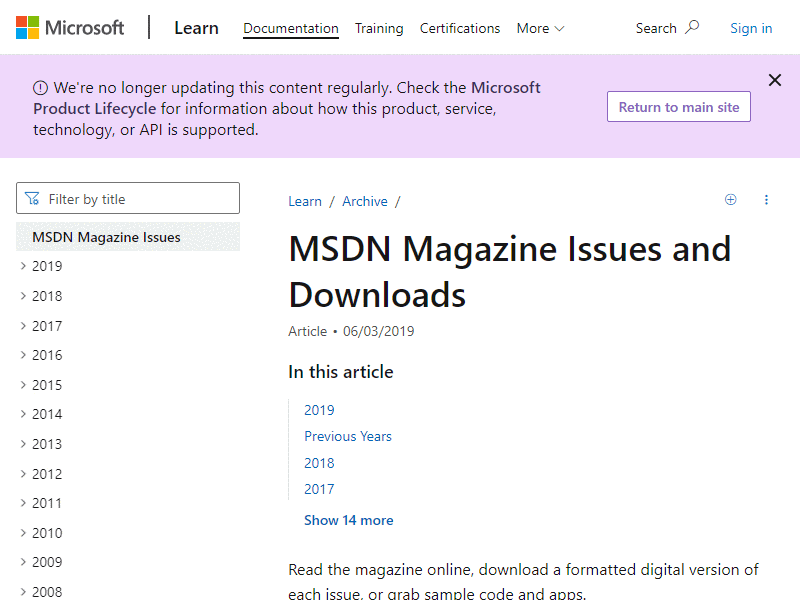 Microsoft Learn Documentation Training Certifications More Search Sign in
We're no longer updating this content regularly. Check the Microsoft
Product Lifecycle for information about how this product, service,
technology, or API is supported.
Return to main site
Filter by title
MSDN Magazine Issues
2019
2018
2017
2016
2015
2014
2013
2012
2011
2010
2009
2008
Learn / Archive /
MSDN Magazine Issues and
Downloads
Article • 06/03/2019
In this article
2019
Previous Years
2018
2017
Show 14 more
Read the magazine online, download a formatted digital version of
each issue, or grab sample code and apps.